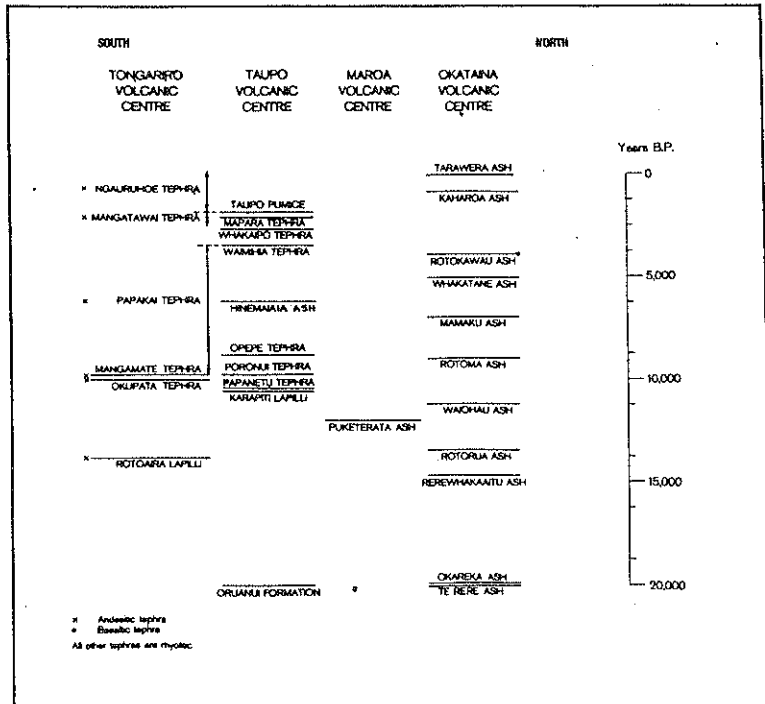 SOUTH
NORTH
TONGARIRO VOLCANIC CENTRE
TAUPO VOLCANIC CENTRE
MAROA VOLCANIC CENTRE
OKATAINA VOLCANIC CENTRE
Years B.P.
0
5,000
10,000
15,000
20,000
× NGAURUHOE TEPHRA
× MANGATAWAI TEPHRA
× PAPAKAI TEPHRA
× MANGAMATE TEPHRA
× OKUPATA TEPHRA
× ROTOAIRA LAPILLI
TAUPO PUMICE
MAPARA TEPHRA
WHAKAIPO TEPHRA
WAIMIHIA TEPHRA
HINEMAIAIA ASH
OPEPE TEPHRA
PORONUI TEPHRA
PAPANETU TEPHRA
KARAPITI LAPILLI
ORUANUI FORMATION
PUKETERATA ASH
TARAWERA ASH
KAHAROA ASH
ROTOKAWAU ASH
WHAKATANE ASH
MAMAKU ASH
ROTOMA ASH
WAIOHAU ASH
ROTORUA ASH
REREWHAKAAITU ASH
OKAREKA ASH
TE RERE ASH
× Andesitic tephra
• Basaltic tephra
All other tephras are rhyolitic